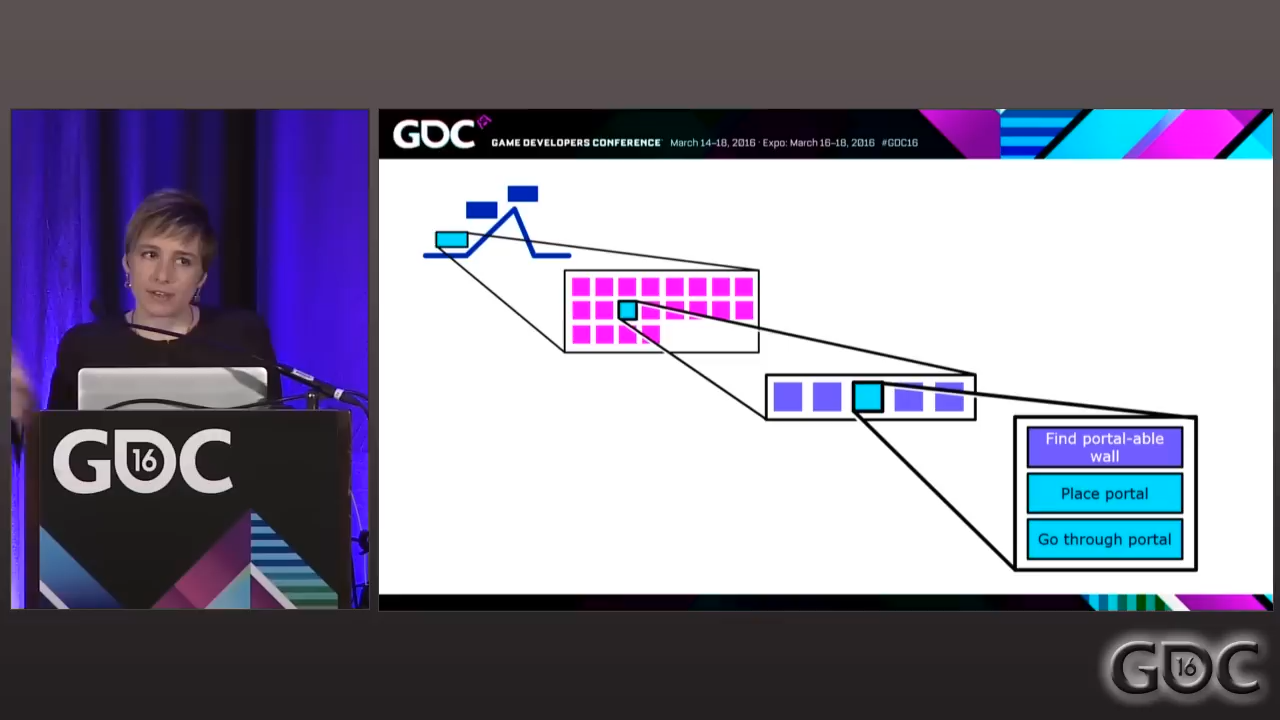 GDC
GAME DEVELOPERS CONFERENCE March 14–18, 2016 · Expo: March 16–18, 2016 #GDC16
Find portal-able
wall
Place portal
Go through portal
GDC
16
GDC
16